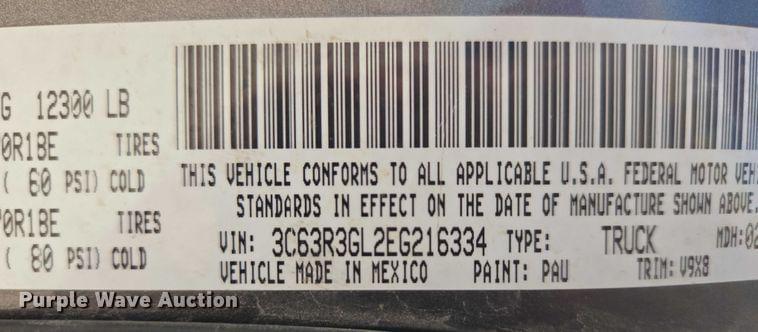 G 12300 LB
0R18E TIRES
( 60 PSI) COLD
70R18E TIRES
( 80 PSI) COLD
THIS VEHICLE CONFORMS TO ALL APPLICABLE U.S.A. FEDERAL MOTOR VEH
STANDARDS IN EFFECT ON THE DATE OF MANUFACTURE SHOWN ABOVE.
VIN: 3C63R3GL2EG216334 TYPE: TRUCK MDH:02
VEHICLE MADE IN MEXICO PAINT: PAU TRIM: V9X8
Purple Wave Auction